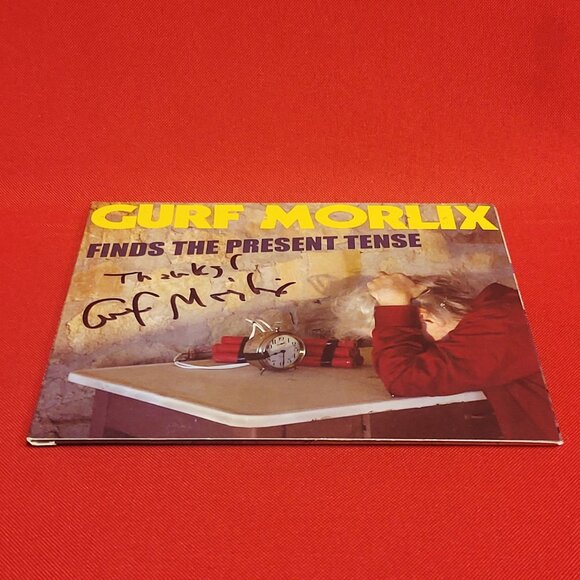 GURF MORLIX
FINDS THE PRESENT TENSE
Thanks!
Gurf Morlix